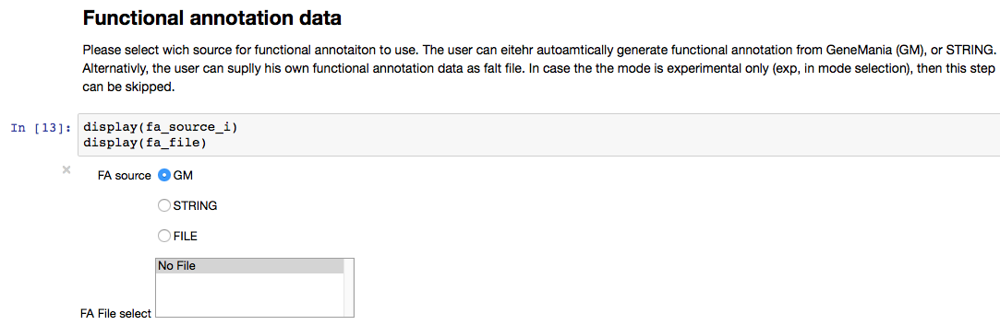 Functional annotation data
Please select wich source for functional annotaiton to use. The user can eitehr autoamtically generate functional annotation from GeneMania (GM), or STRING.
Alternativly, the user can suplly his own functional annotation data as falt file. In case the the mode is experimental only (exp, in mode selection), then this step
can be skipped.
In [13]: display(fa_source_i)
display(fa_file)
FA source GM
STRING
FILE
No File
FA File select